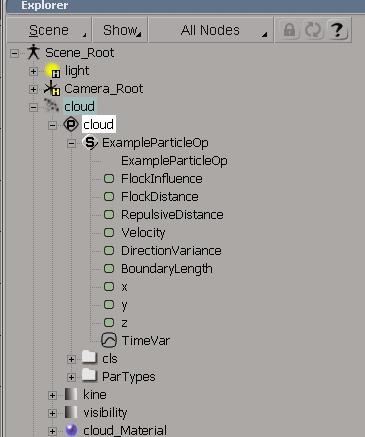 Explorer
Scene Show All Nodes ?
Scene_Root
light
Camera_Root
cloud
cloud
ExampleParticleOp
ExampleParticleOp
FlockInfluence
FlockDistance
RepulsiveDistance
Velocity
DirectionVariance
BoundaryLength
x
y
z
TimeVar
cls
ParTypes
kine
visibility
cloud_Material